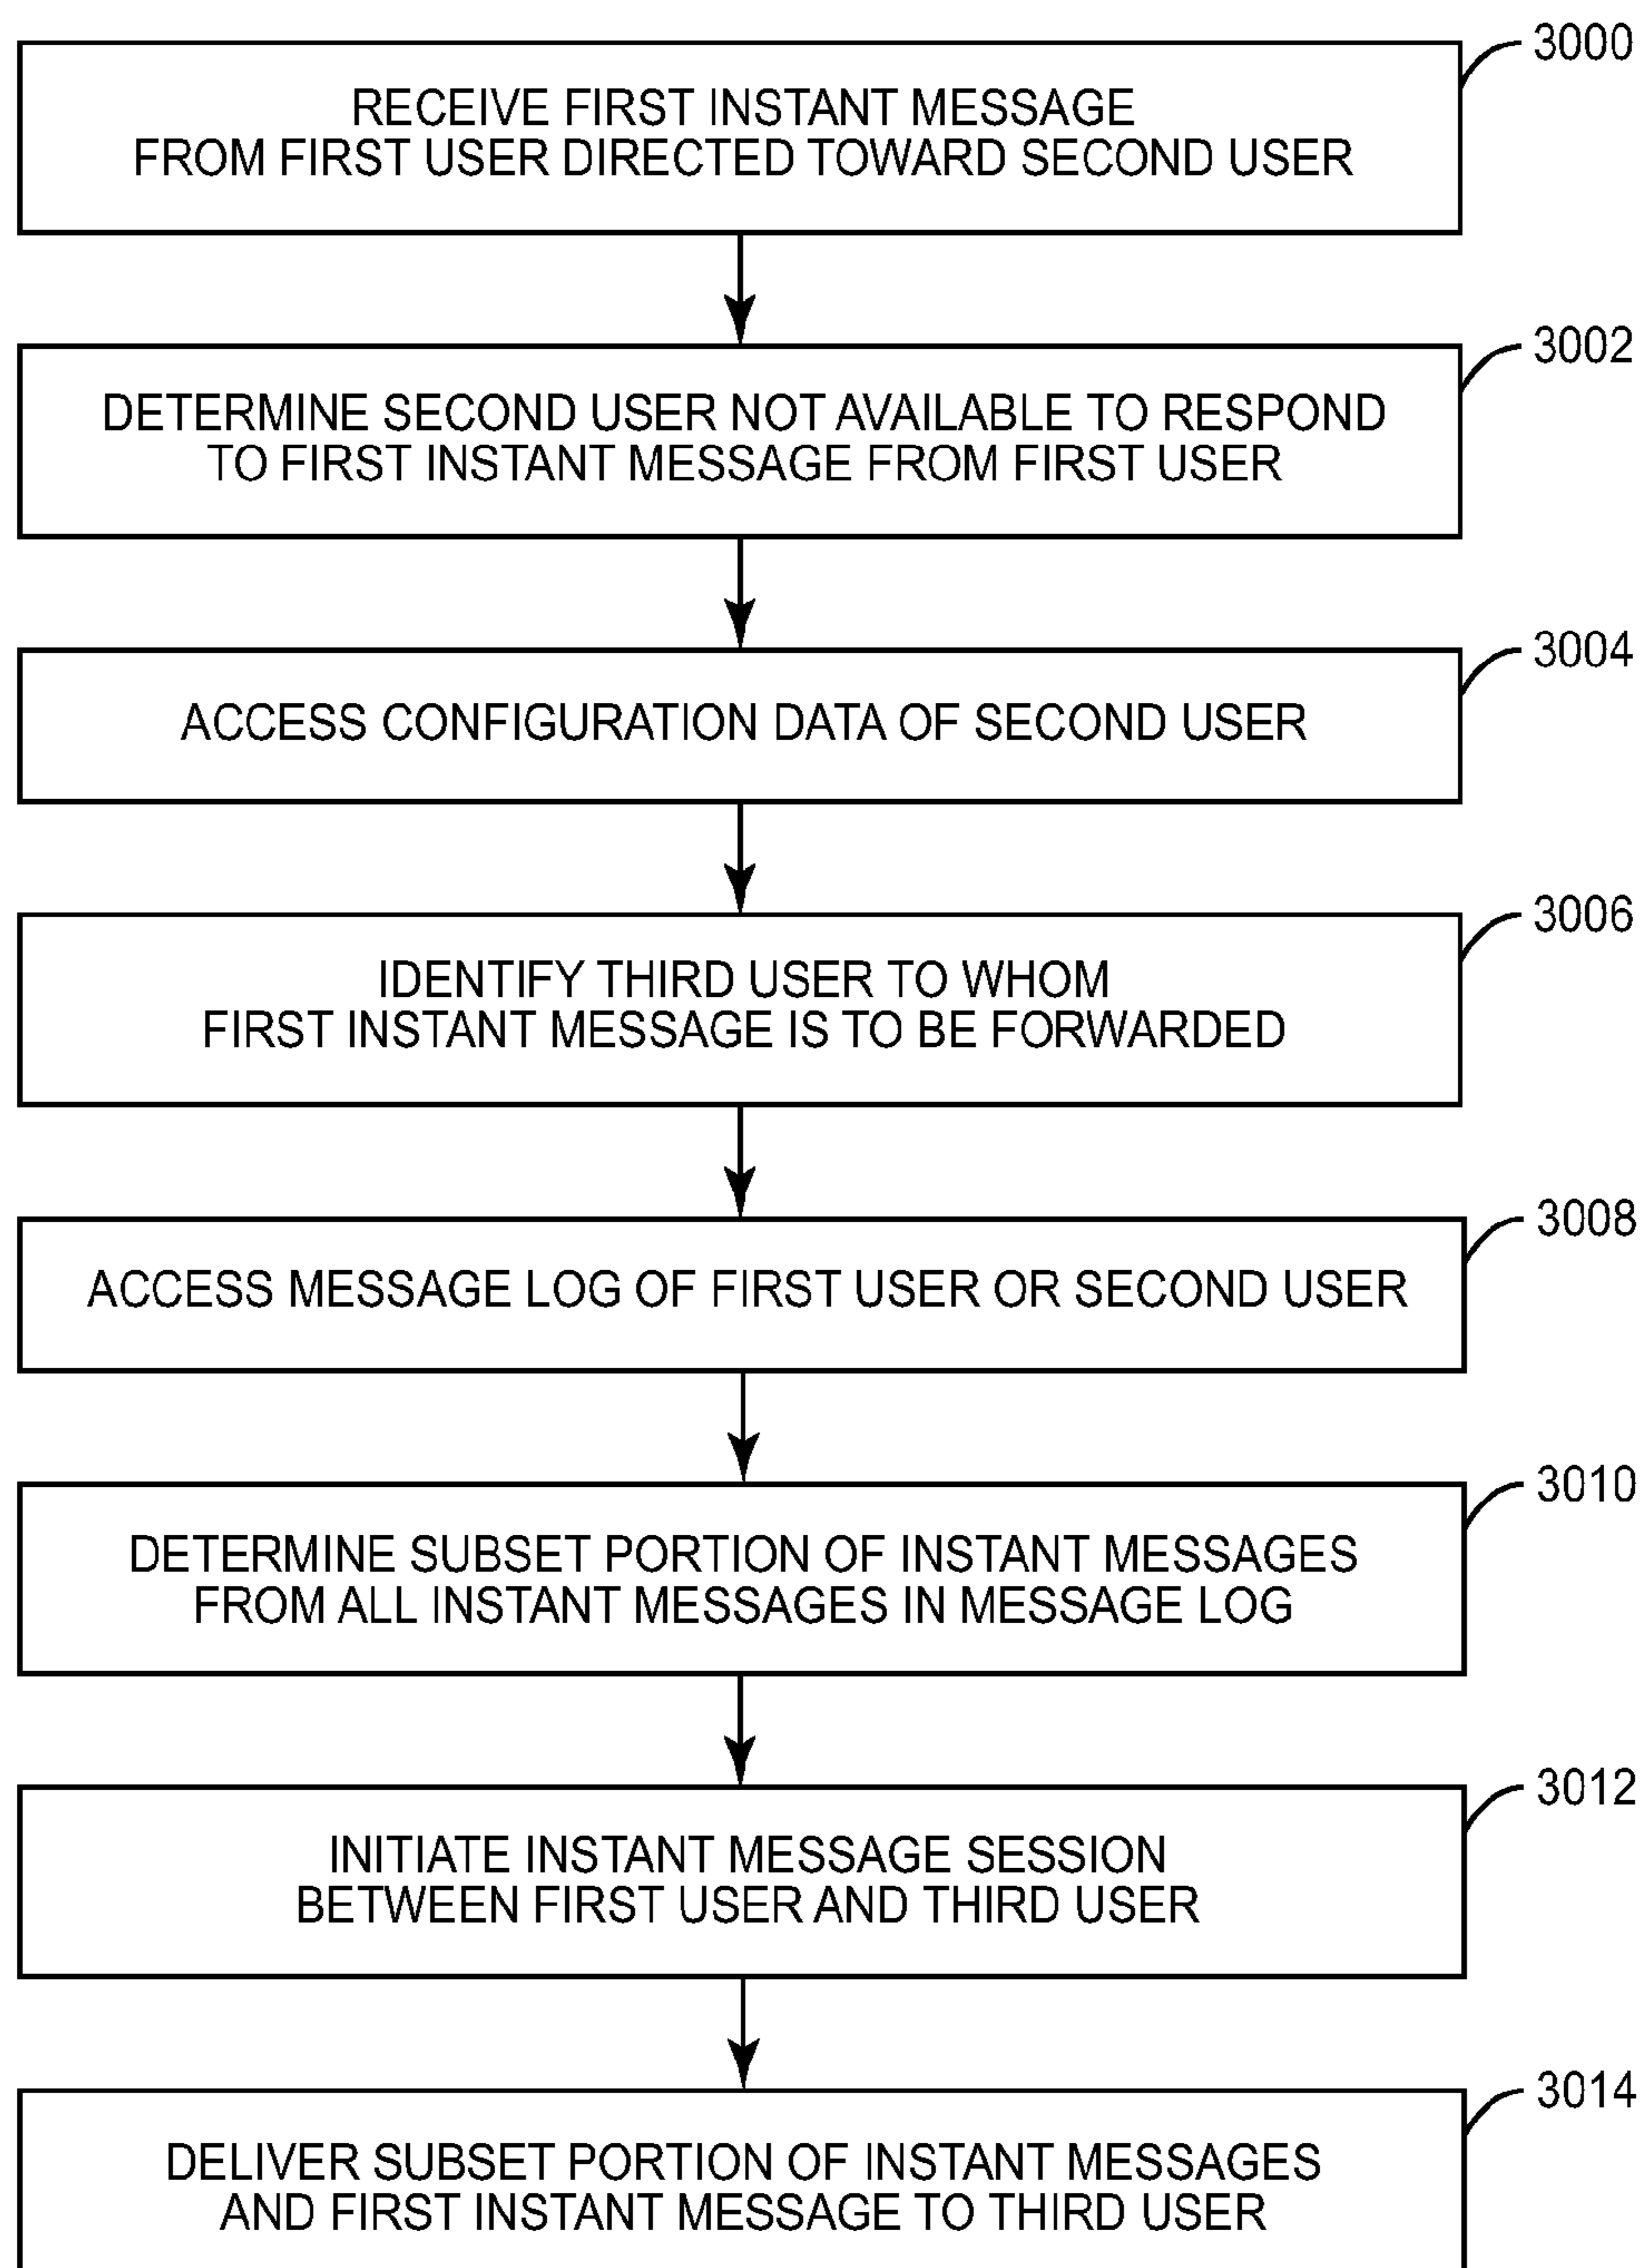 3000
RECEIVE FIRST INSTANT MESSAGE
FROM FIRST USER DIRECTED TOWARD SECOND USER
3002
DETERMINE SECOND USER NOT AVAILABLE TO RESPOND
TO FIRST INSTANT MESSAGE FROM FIRST USER
3004
ACCESS CONFIGURATION DATA OF SECOND USER
3006
IDENTIFY THIRD USER TO WHOM
FIRST INSTANT MESSAGE IS TO BE FORWARDED
3008
ACCESS MESSAGE LOG OF FIRST USER OR SECOND USER
3010
DETERMINE SUBSET PORTION OF INSTANT MESSAGES
FROM ALL INSTANT MESSAGES IN MESSAGE LOG
3012
INITIATE INSTANT MESSAGE SESSION
BETWEEN FIRST USER AND THIRD USER
3014
DELIVER SUBSET PORTION OF INSTANT MESSAGES
AND FIRST INSTANT MESSAGE TO THIRD USER